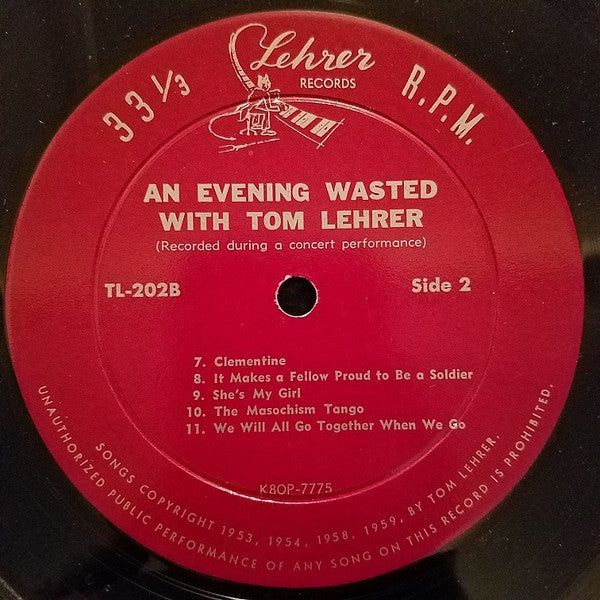 Lehrer
RECORDS
33 1/3
R.P.M.
AN EVENING WASTED
WITH TOM LEHRER
(Recorded during a concert performance)
TL-202B
Side 2
7. Clementine
8. It Makes a Fellow Proud to Be a Soldier
9. She's My Girl
10. The Masochism Tango
11. We Will All Go Together When We Go
K8OP-7775
SONGS COPYRIGHT 1953, 1954, 1958, 1959, BY TOM LEHRER.
UNAUTHORIZED PUBLIC PERFORMANCE OF ANY SONG ON THIS RECORD IS PROHIBITED.